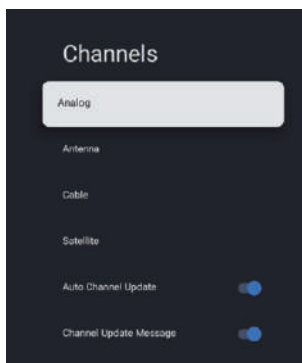 Channels
Analog
Antenna
Cable
Satellite
Auto Channel Update
Channel Update Message